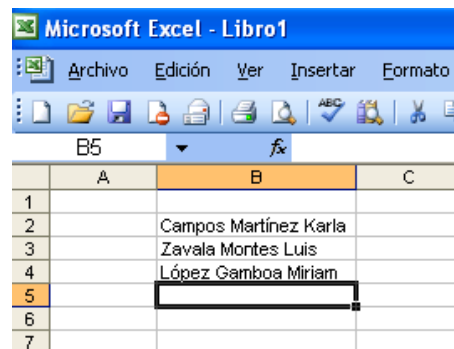 Microsoft Excel - Libro1
Archivo Edición Ver Insertar Formato
ABC
B5 fx
A B C
1
2 Campos Martínez Karla
3 Zavala Montes Luis
4 López Gamboa Miriam
5
6
7